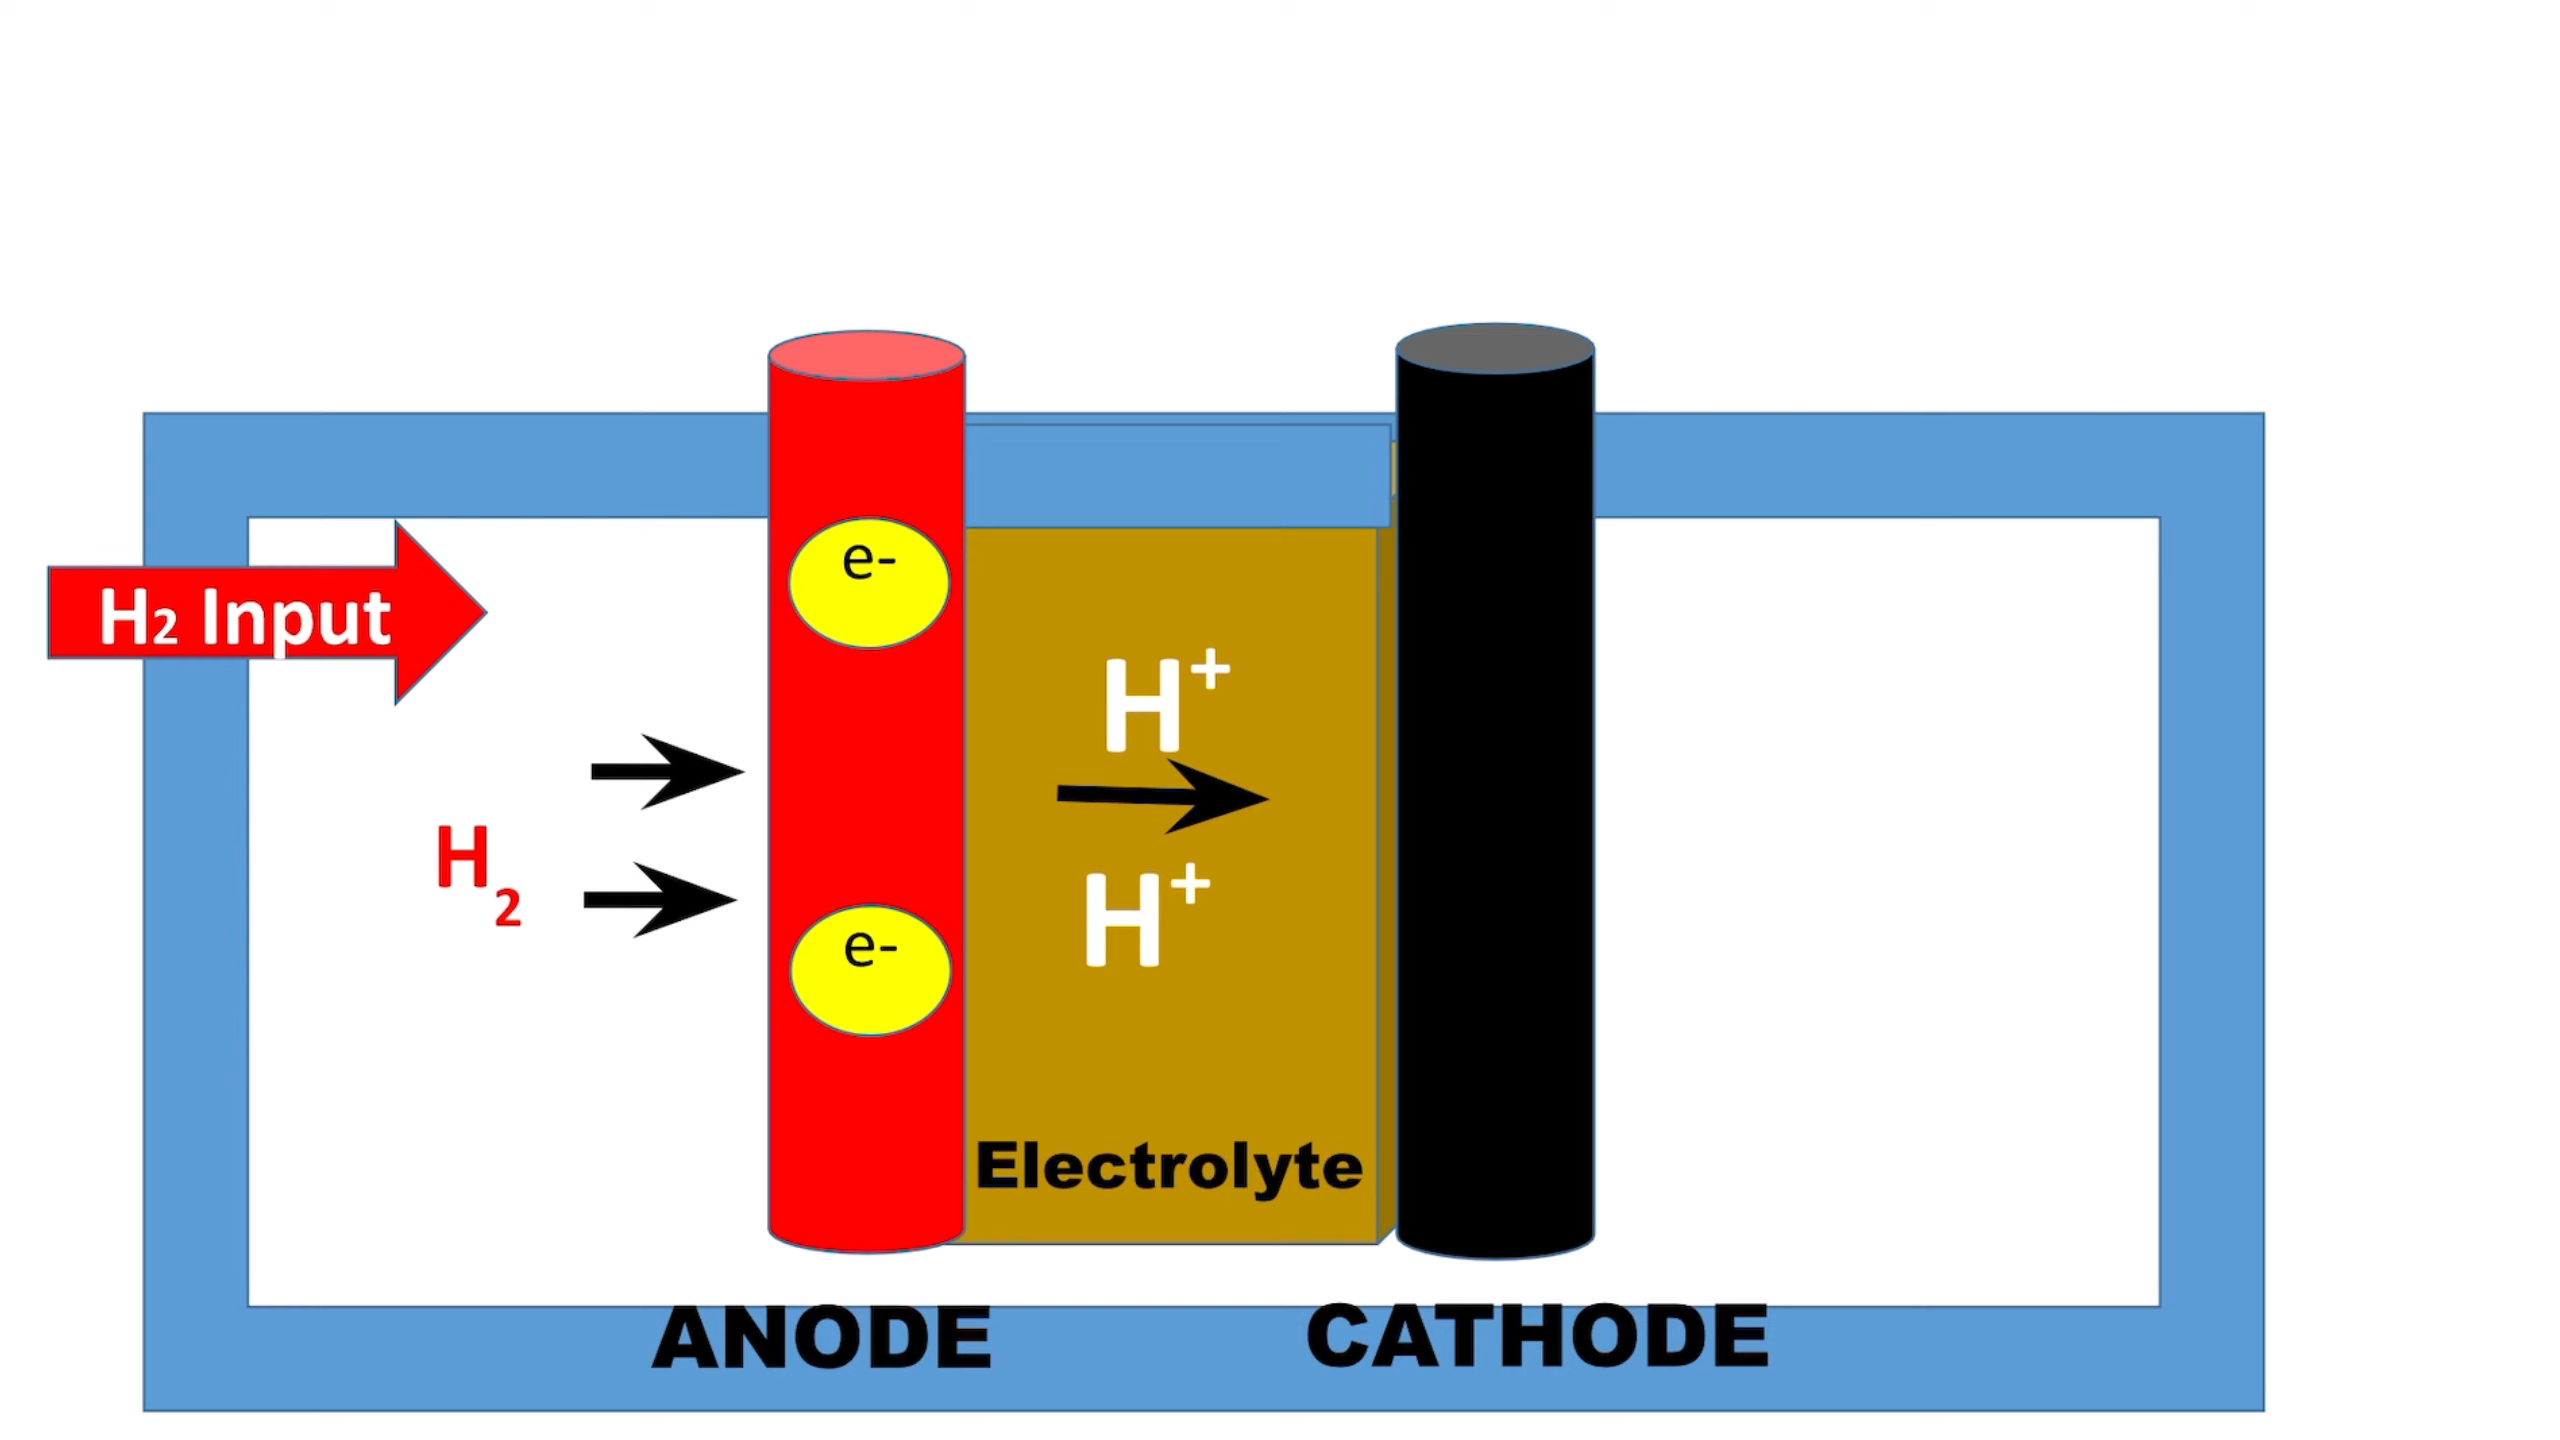 H₂ Input
e-
H⁺
H₂
H⁺
e-
Electrolyte
ANODE
CATHODE